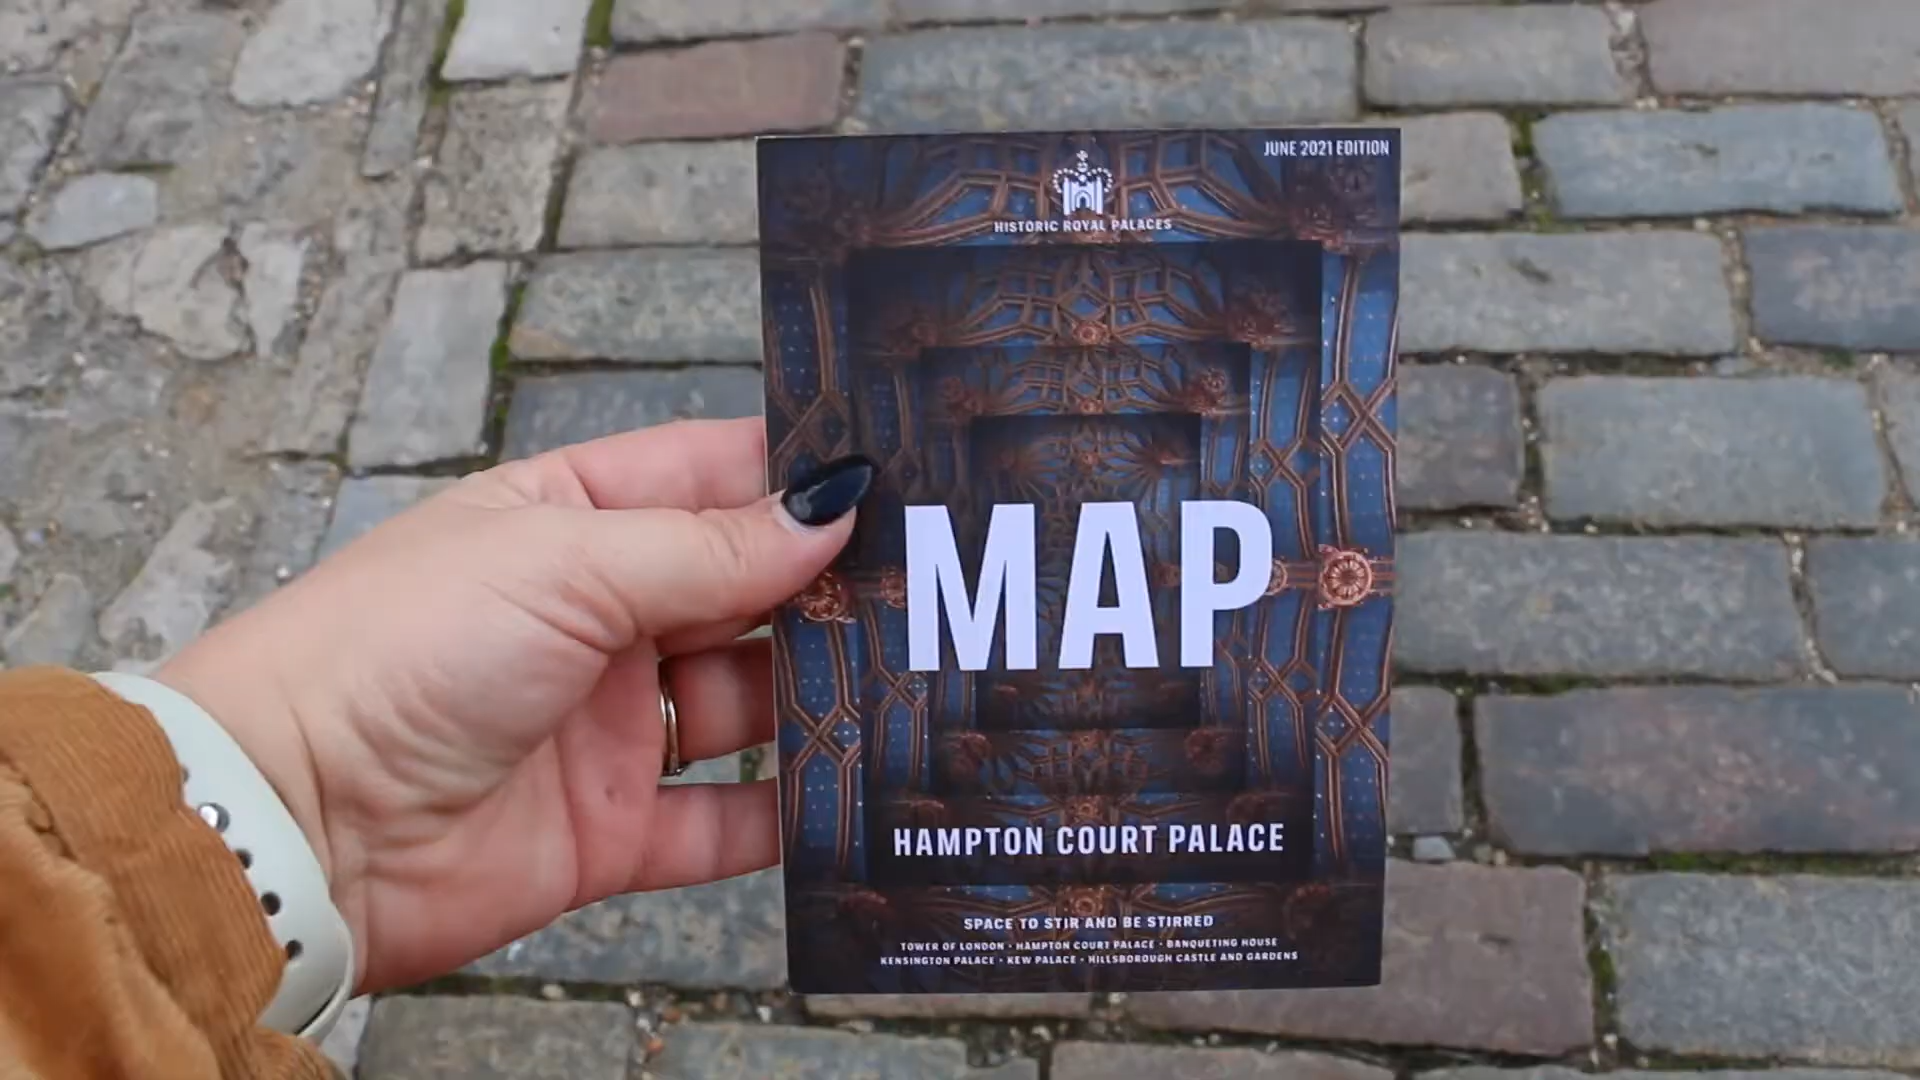 JUNE 2021 EDITION
HISTORIC ROYAL PALACES
MAP
HAMPTON COURT PALACE
SPACE TO STIR AND BE STIRRED
TOWER OF LONDON · HAMPTON COURT PALACE · BANQUETING HOUSE
KENSINGTON PALACE · KEW PALACE · HILLSBOROUGH CASTLE AND GARDENS